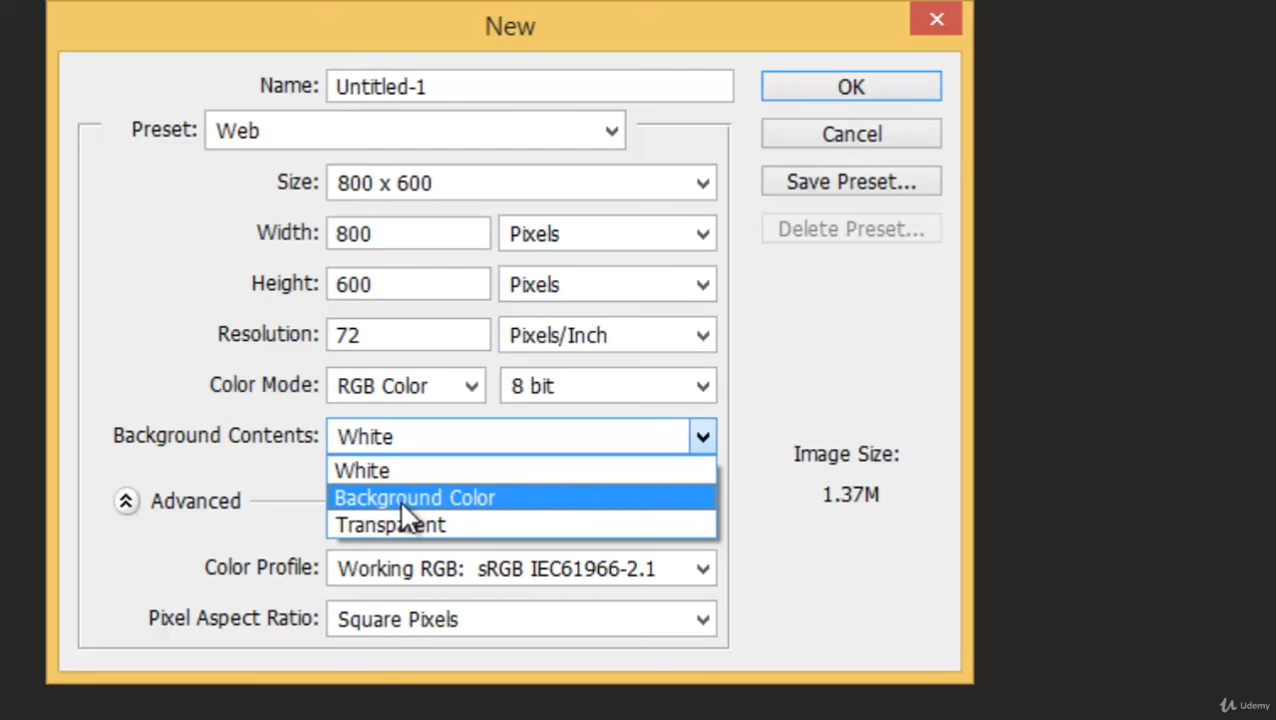 New
Name: Untitled-1
OK
Preset: Web
Cancel
Size: 800 x 600
Save Preset...
Width: 800 Pixels
Delete Preset...
Height: 600 Pixels
Resolution: 72 Pixels/Inch
Color Mode: RGB Color 8 bit
Background Contents: White
White
Background Color
Transparent
Image Size:
1.37M
Advanced
Color Profile: Working RGB: sRGB IEC61966-2.1
Pixel Aspect Ratio: Square Pixels
Udemy